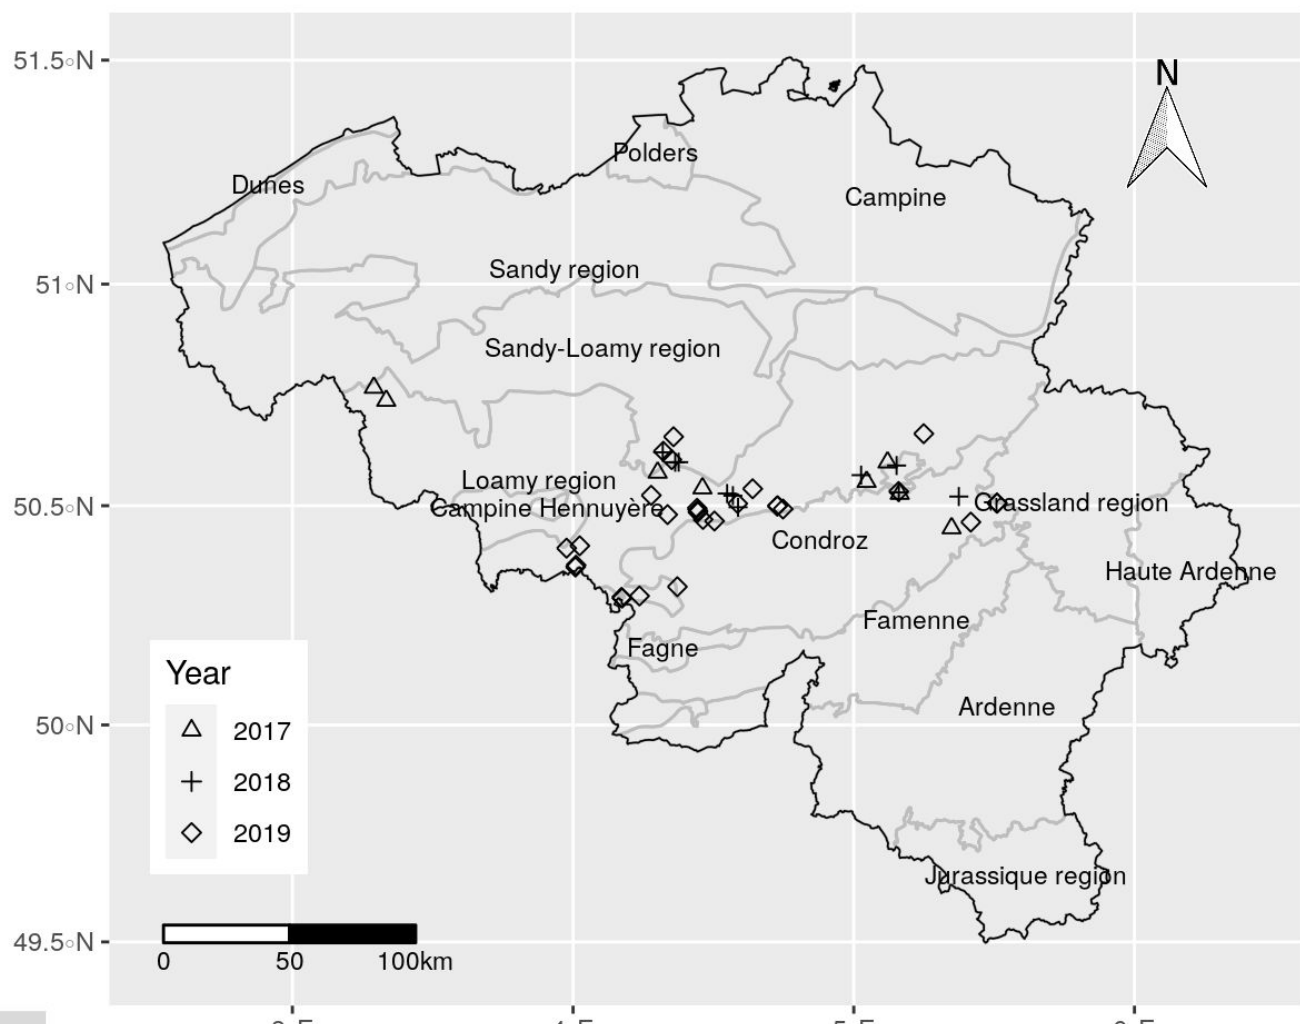 51.5°N
N
Polders
Dunes
Campine
Sandy region
51°N
Sandy-Loamy region
Loamy region
50.5°N
Campine Hennuyère
Grassland region
Condroz
Haute Ardenne
Famenne
Fagne
Year
2017
2018
2019
50°N
Ardenne
Jurassique region
49.5°N
0 50 100km